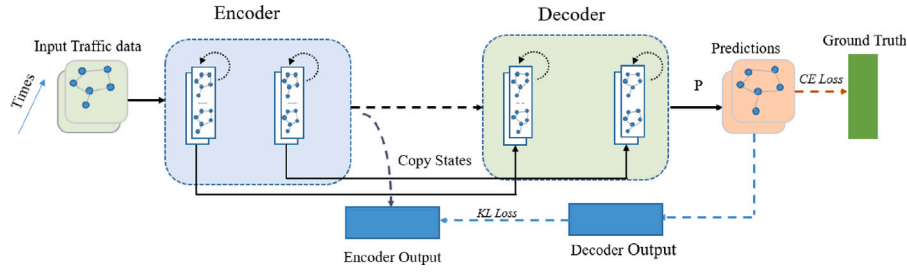 Encoder
Decoder
Input Traffic data
Predictions
Ground Truth
Times
P
CE Loss
Copy States
KL Loss
Encoder Output
Decoder Output